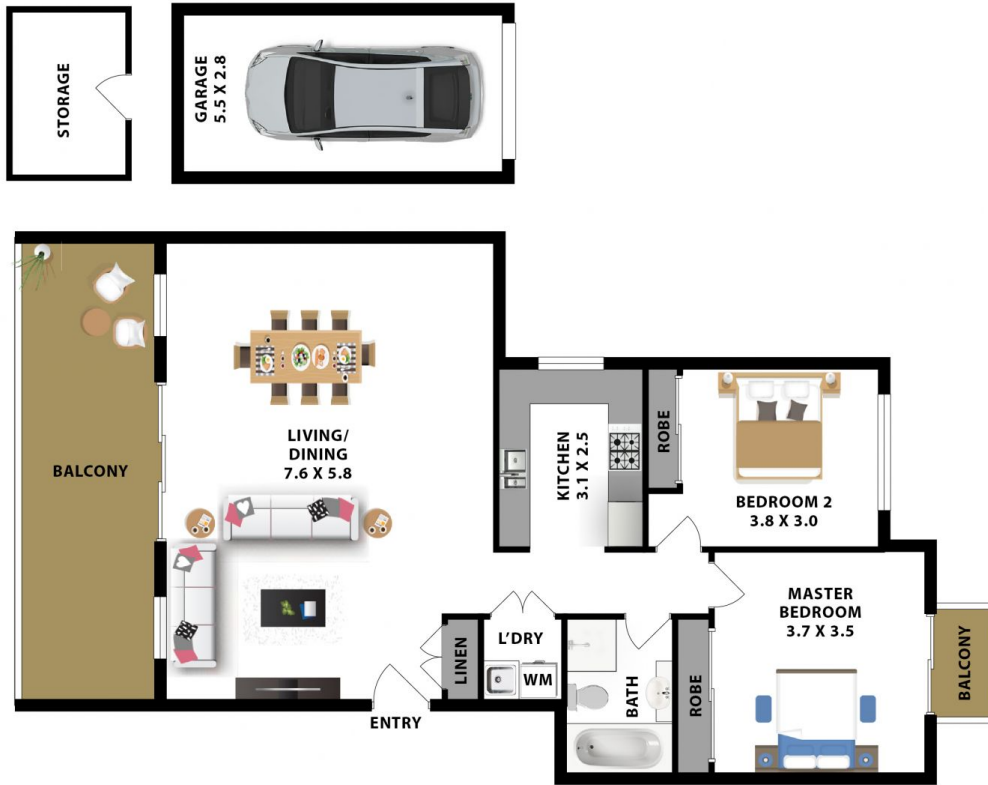 STORAGE
GARAGE
5.5 X 2.8
BALCONY
LIVING/
DINING
7.6 X 5.8
KITCHEN
3.1 X 2.5
ROBE
BEDROOM 2
3.8 X 3.0
MASTER
BEDROOM
3.7 X 3.5
BALCONY
LINEN
L'DRY
WM
BATH
ROBE
ENTRY